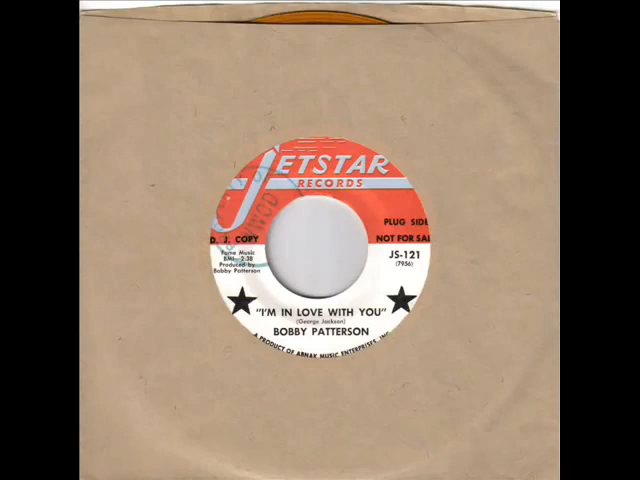 JETSTAR
RECORDS
PLUG SIDE
D. J. COPY
NOT FOR SAL
Fame Music
BMI - 2:38
Produced by
Bobby Patterson
JS-121
(7956)
"I'M IN LOVE WITH YOU"
(George Jackson)
BOBBY PATTERSON
A PRODUCT OF ABNAK MUSIC ENTERPRISES, INC.